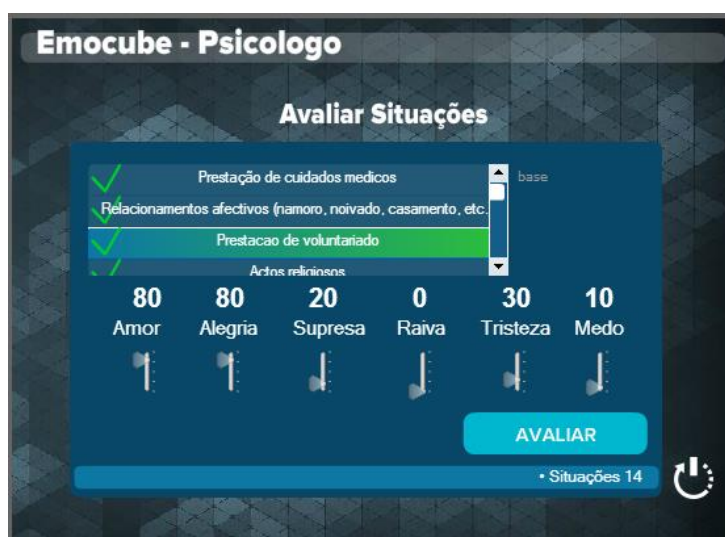 Emocube - Psicologo
Avaliar Situações
Prestação de cuidados medicos
base
Relacionamentos afectivos (namoro, noivado, casamento, etc.
Prestacao de voluntariado
Actos religiosos
80 80 20 0 30 10
Amor Alegria Supresa Raiva Tristeza Medo
AVALIAR
• Situações 14